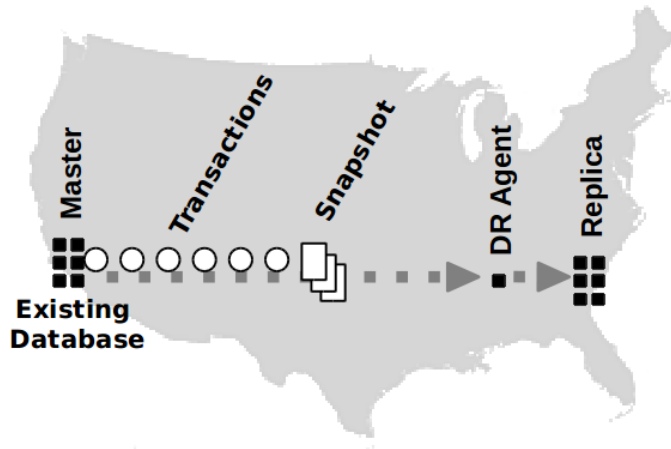 Master
Transactions
Snapshot
DR Agent
Replica
Existing
Database